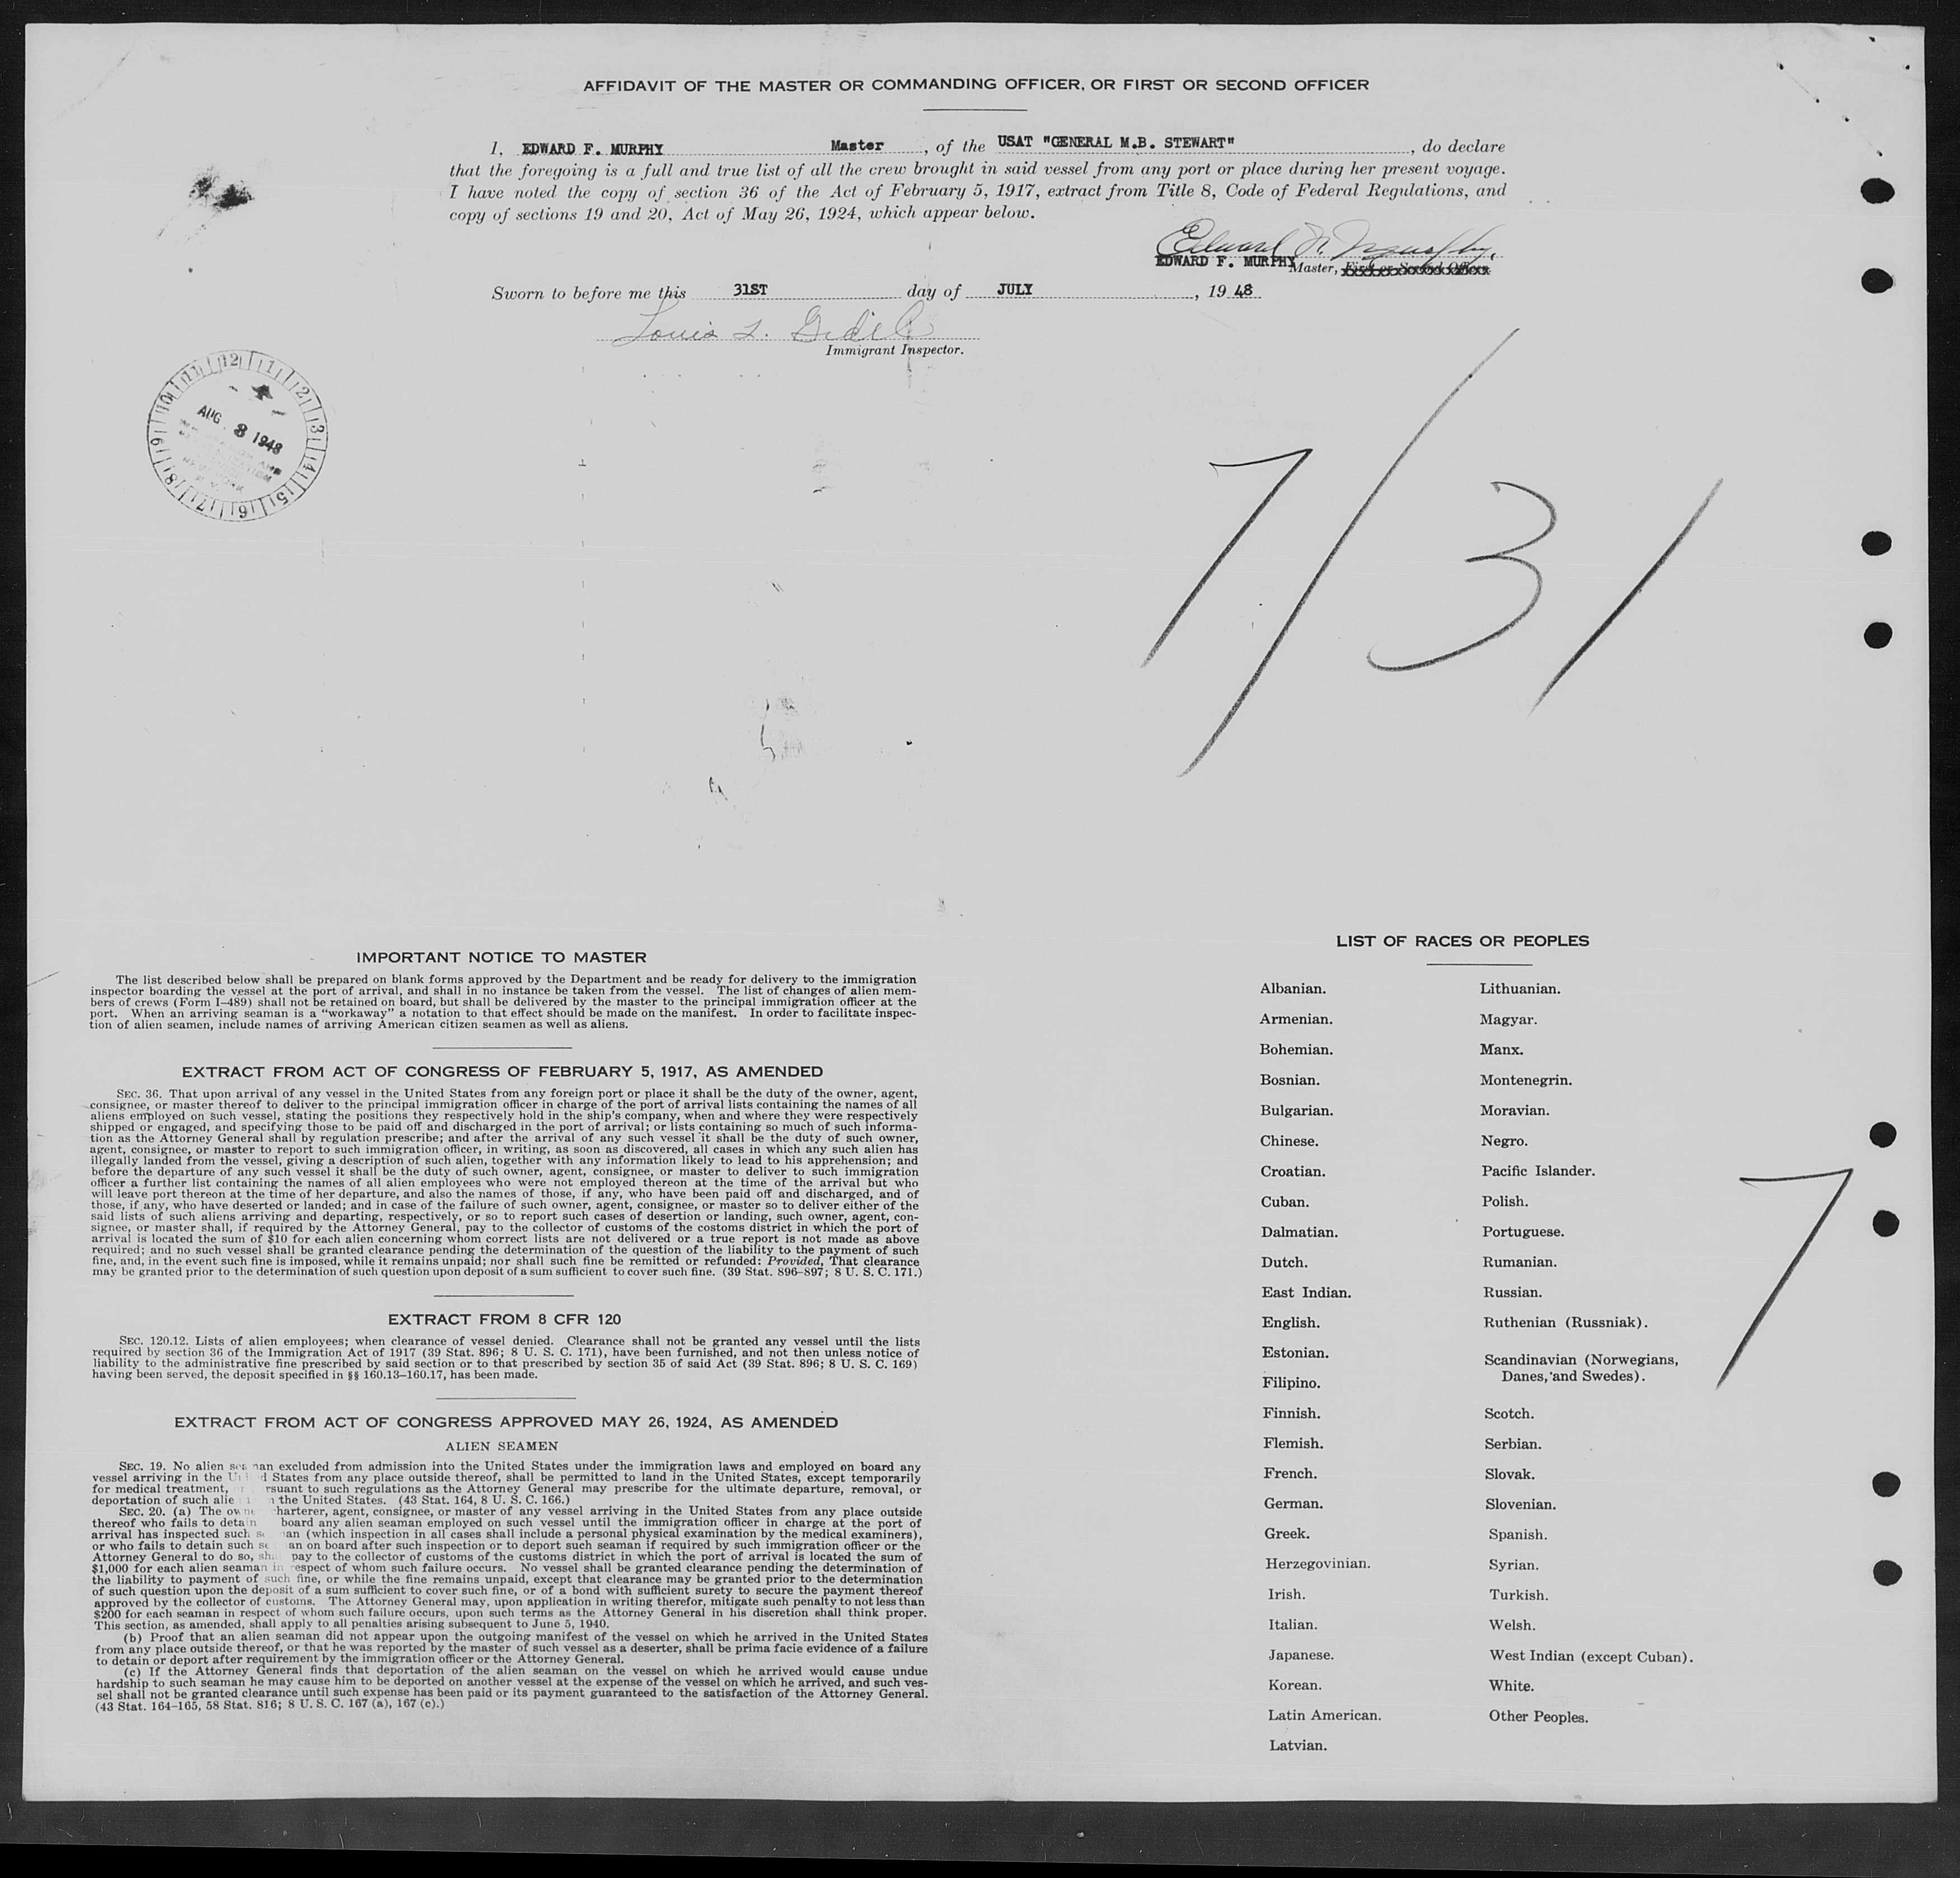 AFFIDAVIT OF THE MASTER OR COMMANDING OFFICER, OR FIRST OR SECOND OFFICER
I, EDWARD F. MURPHY Master, of the USAT "GENERAL M.B. STEWART", do declare
that the foregoing is a full and true list of all the crew brought in said vessel from any port or place during her present voyage.
I have noted the copy of section 36 of the Act of February 5, 1917, extract from Title 8, Code of Federal Regulations, and
copy of sections 19 and 20, Act of May 26, 1924, which appear below.
Edward F. Murphy
EDWARD F. MURPHY Master, First or Second Officer
Sworn to before me this 31ST day of JULY, 1948
Louis L.
Immigrant Inspector.
12 1 2 3 4 5 6 7 8 9 10 11
AUG 8 1948
7/31
IMPORTANT NOTICE TO MASTER
The list described below shall be prepared on blank forms approved by the Department and be ready for delivery to the immigration
inspector boarding the vessel at the port of arrival, and shall in no instance be taken from the vessel. The list of changes of alien mem-
bers of crews (Form I–489) shall not be retained on board, but shall be delivered by the master to the principal immigration officer at the
port. When an arriving seaman is a "workaway" a notation to that effect should be made on the manifest. In order to facilitate inspec-
tion of alien seamen, include names of arriving American citizen seamen as well as aliens.
EXTRACT FROM ACT OF CONGRESS OF FEBRUARY 5, 1917, AS AMENDED
SEC. 36. That upon arrival of any vessel in the United States from any foreign port or place it shall be the duty of the owner, agent,
consignee, or master thereof to deliver to the principal immigration officer in charge of the port of arrival lists containing the names of all
aliens employed on such vessel, stating the positions they respectively hold in the ship's company, when and where they were respectively
shipped or engaged, and specifying those to be paid off and discharged in the port of arrival; or lists containing so much of such informa-
tion as the Attorney General shall by regulation prescribe; and after the arrival of any such vessel it shall be the duty of such owner,
agent, consignee, or master to report to such immigration officer, in writing, as soon as discovered, all cases in which any such alien has
illegally landed from the vessel, giving a description of such alien, together with any information likely to lead to his apprehension; and
before the departure of any such vessel it shall be the duty of such owner, agent, consignee, or master to deliver to such immigration
officer a further list containing the names of all alien employees who were not employed thereon at the time of the arrival but who
will leave port thereon at the time of her departure, and also the names of those, if any, who have been paid off and discharged, and of
those, if any, who have deserted or landed; and in case of the failure of such owner, agent, consignee, or master so to deliver either of the
said lists of such aliens arriving and departing, respectively, or so to report such cases of desertion or landing, such owner, agent, con-
signee, or master shall, if required by the Attorney General, pay to the collector of customs of the costoms district in which the port of
arrival is located the sum of $10 for each alien concerning whom correct lists are not delivered or a true report is not made as above
required; and no such vessel shall be granted clearance pending the determination of the question of the liability to the payment of such
fine, and, in the event such fine is imposed, while it remains unpaid; nor shall such fine be remitted or refunded: Provided, That clearance
may be granted prior to the determination of such question upon deposit of a sum sufficient to cover such fine. (39 Stat. 896–897; 8 U. S. C. 171.)
EXTRACT FROM 8 CFR 120
SEC. 120.12. Lists of alien employees; when clearance of vessel denied. Clearance shall not be granted any vessel until the lists
required by section 36 of the Immigration Act of 1917 (39 Stat. 896; 8 U. S. C. 171), have been furnished, and not then unless notice of
liability to the administrative fine prescribed by said section or to that prescribed by section 35 of said Act (39 Stat. 896; 8 U. S. C. 169)
having been served, the deposit specified in §§ 160.13–160.17, has been made.
EXTRACT FROM ACT OF CONGRESS APPROVED MAY 26, 1924, AS AMENDED
ALIEN SEAMEN
SEC. 19. No alien seaman excluded from admission into the United States under the immigration laws and employed on board any
vessel arriving in the United States from any place outside thereof, shall be permitted to land in the United States, except temporarily
for medical treatment, or pursuant to such regulations as the Attorney General may prescribe for the ultimate departure, removal, or
deportation of such alien from the United States. (43 Stat. 164, 8 U. S. C. 166.)
SEC. 20. (a) The owner, charterer, agent, consignee, or master of any vessel arriving in the United States from any place outside
thereof who fails to detain on board any alien seaman employed on such vessel until the immigration officer in charge at the port of
arrival has inspected such seaman (which inspection in all cases shall include a personal physical examination by the medical examiners),
or who fails to detain such seaman on board after such inspection or to deport such seaman if required by such immigration officer or the
Attorney General to do so, shall pay to the collector of customs of the customs district in which the port of arrival is located the sum of
$1,000 for each alien seaman in respect of whom such failure occurs. No vessel shall be granted clearance pending the determination of
the liability to payment of such fine, or while the fine remains unpaid, except that clearance may be granted prior to the determination
of such question upon the deposit of a sum sufficient to cover such fine, or of a bond with sufficient surety to secure the payment thereof
approved by the collector of customs. The Attorney General may, upon application in writing therefor, mitigate such penalty to not less than
$200 for each seaman in respect of whom such failure occurs, upon such terms as the Attorney General in his discretion shall think proper.
This section, as amended, shall apply to all penalties arising subsequent to June 5, 1940.
(b) Proof that an alien seaman did not appear upon the outgoing manifest of the vessel on which he arrived in the United States
from any place outside thereof, or that he was reported by the master of such vessel as a deserter, shall be prima facie evidence of a failure
to detain or deport after requirement by the immigration officer or the Attorney General.
(c) If the Attorney General finds that deportation of the alien seaman on the vessel on which he arrived would cause undue
hardship to such seaman he may cause him to be deported on another vessel at the expense of the vessel on which he arrived, and such ves-
sel shall not be granted clearance until such expense has been paid or its payment guaranteed to the satisfaction of the Attorney General.
(43 Stat. 164–165, 58 Stat. 816; 8 U. S. C. 167 (a), 167 (c).)
LIST OF RACES OR PEOPLES
Albanian.
Armenian.
Bohemian.
Bosnian.
Bulgarian.
Chinese.
Croatian.
Cuban.
Dalmatian.
Dutch.
East Indian.
English.
Estonian.
Filipino.
Finnish.
Flemish.
French.
German.
Greek.
Herzegovinian.
Irish.
Italian.
Japanese.
Korean.
Latin American.
Latvian.
Lithuanian.
Magyar.
Manx.
Montenegrin.
Moravian.
Negro.
Pacific Islander.
Polish.
Portuguese.
Rumanian.
Russian.
Ruthenian (Russniak).
Scandinavian (Norwegians,
Danes, and Swedes).
Scotch.
Serbian.
Slovak.
Slovenian.
Spanish.
Syrian.
Turkish.
Welsh.
West Indian (except Cuban).
White.
Other Peoples.
7